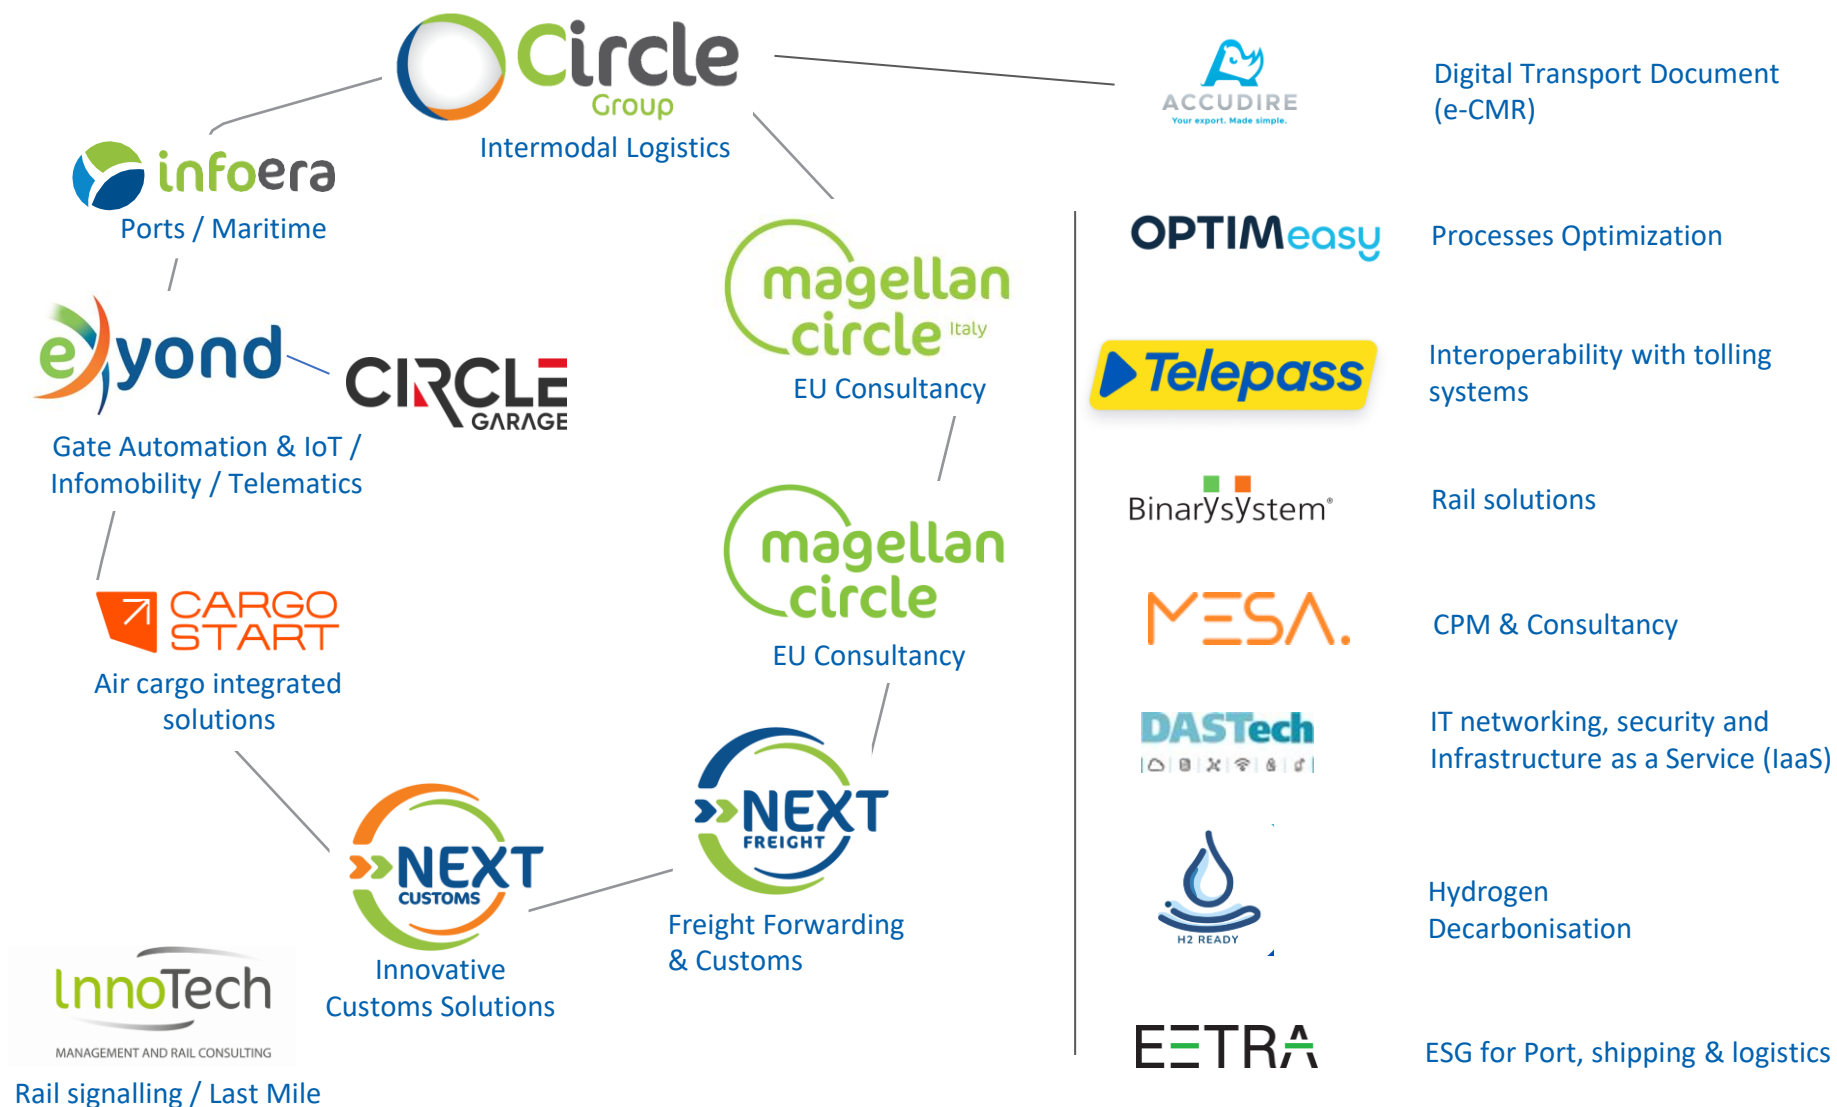 Circle
Group
Intermodal Logistics
infoera
Ports / Maritime
eyond
CIRCLE
GARAGE
Gate Automation & IoT /
Infomobility / Telematics
CARGO
START
Air cargo integrated
solutions
InnoTech
MANAGEMENT AND RAIL CONSULTING
Rail signalling / Last Mile
NEXT
CUSTOMS
Innovative
Customs Solutions
NEXT
FREIGHT
Freight Forwarding
& Customs
magellan
circle Italy
EU Consultancy
magellan
circle
EU Consultancy
ACCUDIRE
Your export. Made simple.
Digital Transport Document
(e-CMR)
OPTIMeasy
Processes Optimization
Telepass
Interoperability with tolling
systems
Binarysystem®
Rail solutions
MESA.
CPM & Consultancy
DASTech
IT networking, security and
Infrastructure as a Service (IaaS)
H2 READY
Hydrogen
Decarbonisation
EETRA
ESG for Port, shipping & logistics